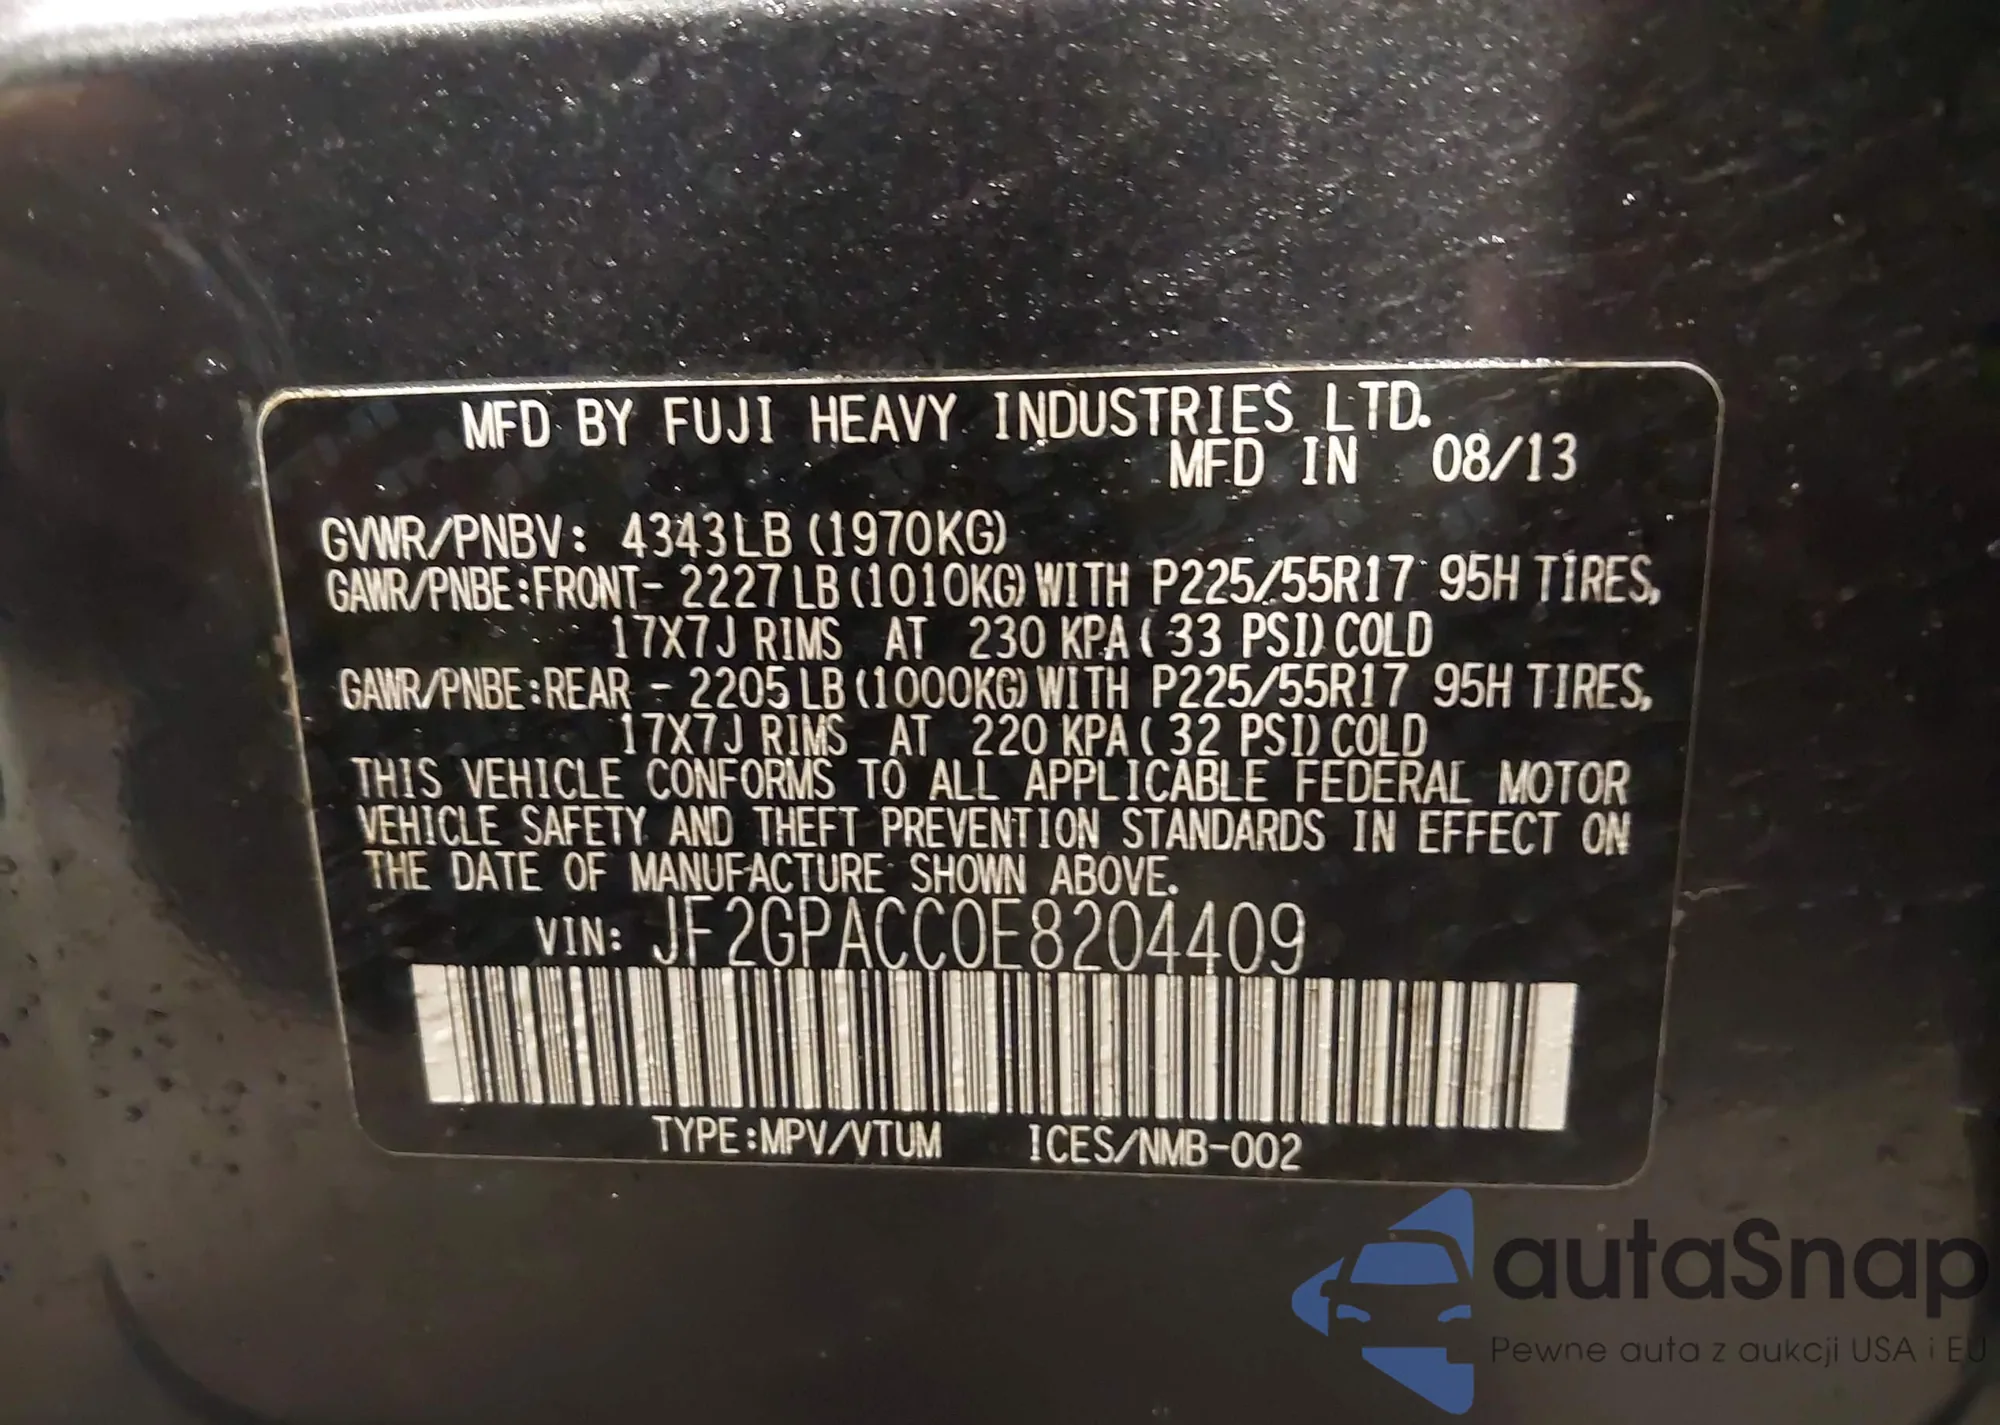 MFD BY FUJI HEAVY INDUSTRIES LTD.
MFD IN 08/13
GVWR/PNBV: 4343LB (1970KG)
GAWR/PNBE:FRONT- 2227LB (1010KG) WITH P225/55R17 95H TIRES,
17X7J RIMS AT 230 KPA ( 33 PSI) COLD
GAWR/PNBE:REAR - 2205LB (1000KG) WITH P225/55R17 95H TIRES,
17X7J RIMS AT 220 KPA ( 32 PSI) COLD
THIS VEHICLE CONFORMS TO ALL APPLICABLE FEDERAL MOTOR
VEHICLE SAFETY AND THEFT PREVENTION STANDARDS IN EFFECT ON
THE DATE OF MANUFACTURE SHOWN ABOVE.
VIN: JF2GPACC0E8204409
TYPE:MPV/VTUM ICES/NMB-002
autaSnap
Pewne auta z aukcji USA i EU